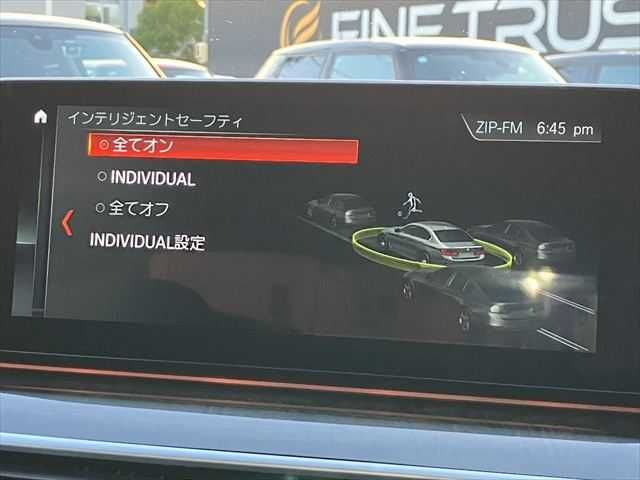 FINE TRUS
インテリジェントセーフティ
ZIP-FM 6:45 pm
全てオン
INDIVIDUAL
全てオフ
INDIVIDUAL設定